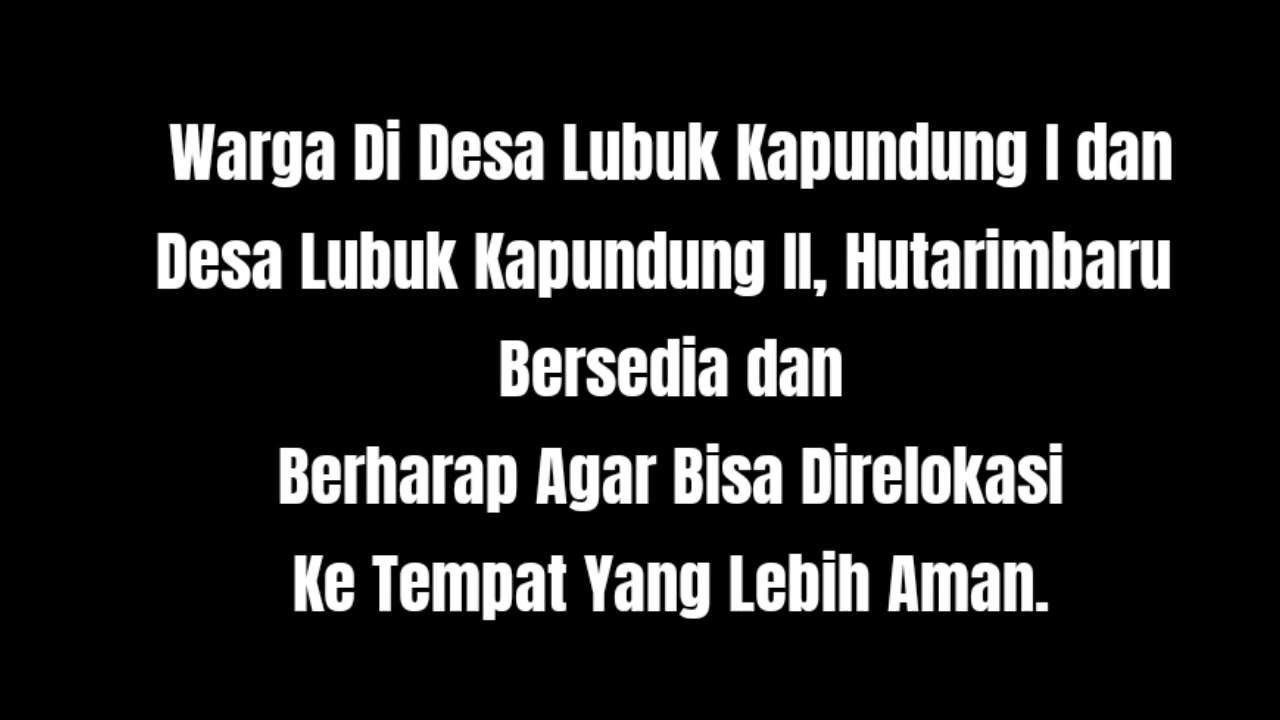 Warga Di Desa Lubuk Kapundung I dan
Desa Lubuk Kapundung II, Hutarimbaru
Bersedia dan
Berharap Agar Bisa Direlokasi
Ke Tempat Yang Lebih Aman.